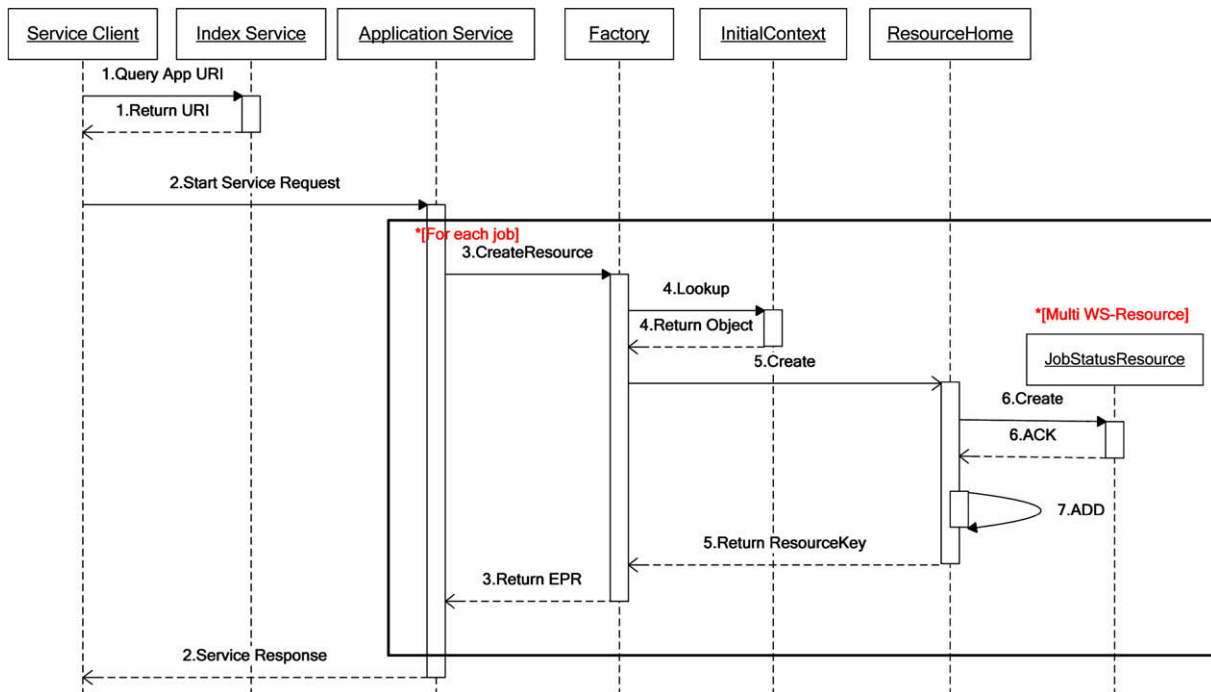 Service Client
Index Service
Application Service
Factory
InitialContext
ResourceHome
1.Query App URI
1.Return URI
2.Start Service Request
*[For each job]
3.CreateResource
4.Lookup
*[Multi WS-Resource]
4.Return Object
JobStatusResource
5.Create
6.Create
6.ACK
7.ADD
5.Return ResourceKey
3.Return EPR
2.Service Response